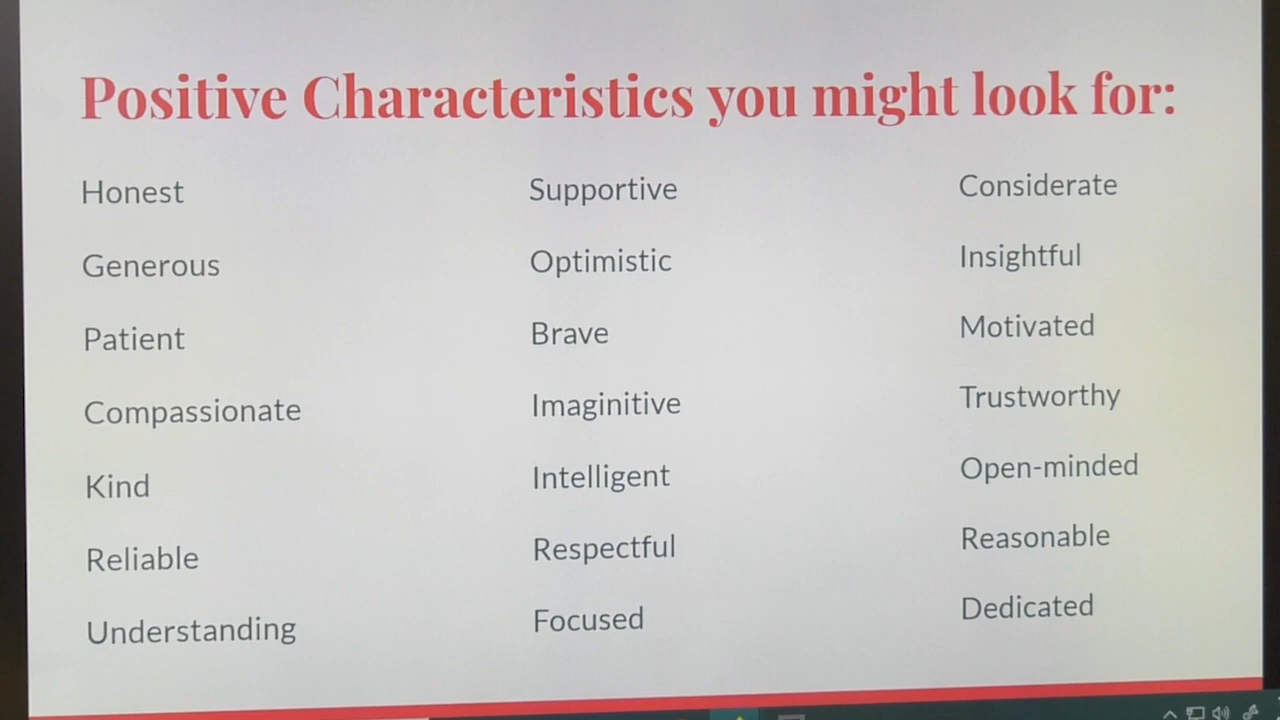 Positive Characteristics you might look for:
Honest
Generous
Patient
Compassionate
Kind
Reliable
Understanding
Supportive
Optimistic
Brave
Imaginitive
Intelligent
Respectful
Focused
Considerate
Insightful
Motivated
Trustworthy
Open-minded
Reasonable
Dedicated